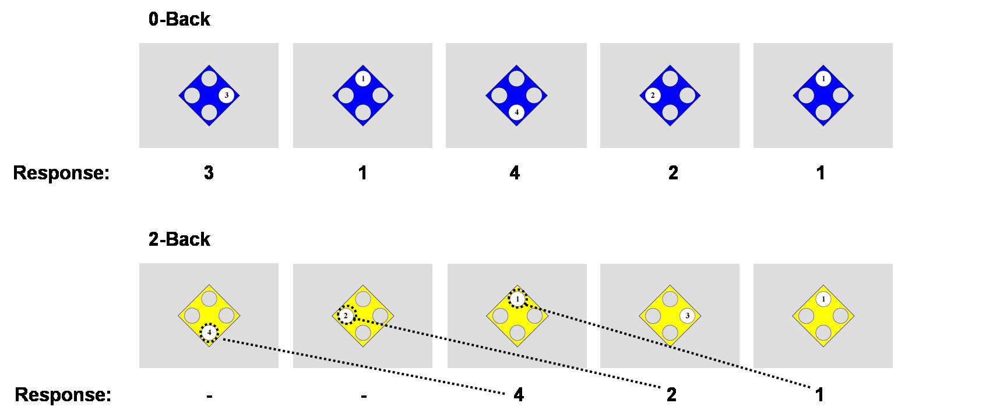 0-Back
3 1 4 2 1
Response: 3 1 4 2 1
2-Back
4 2 1 3 1
Response: - - 4 2 1